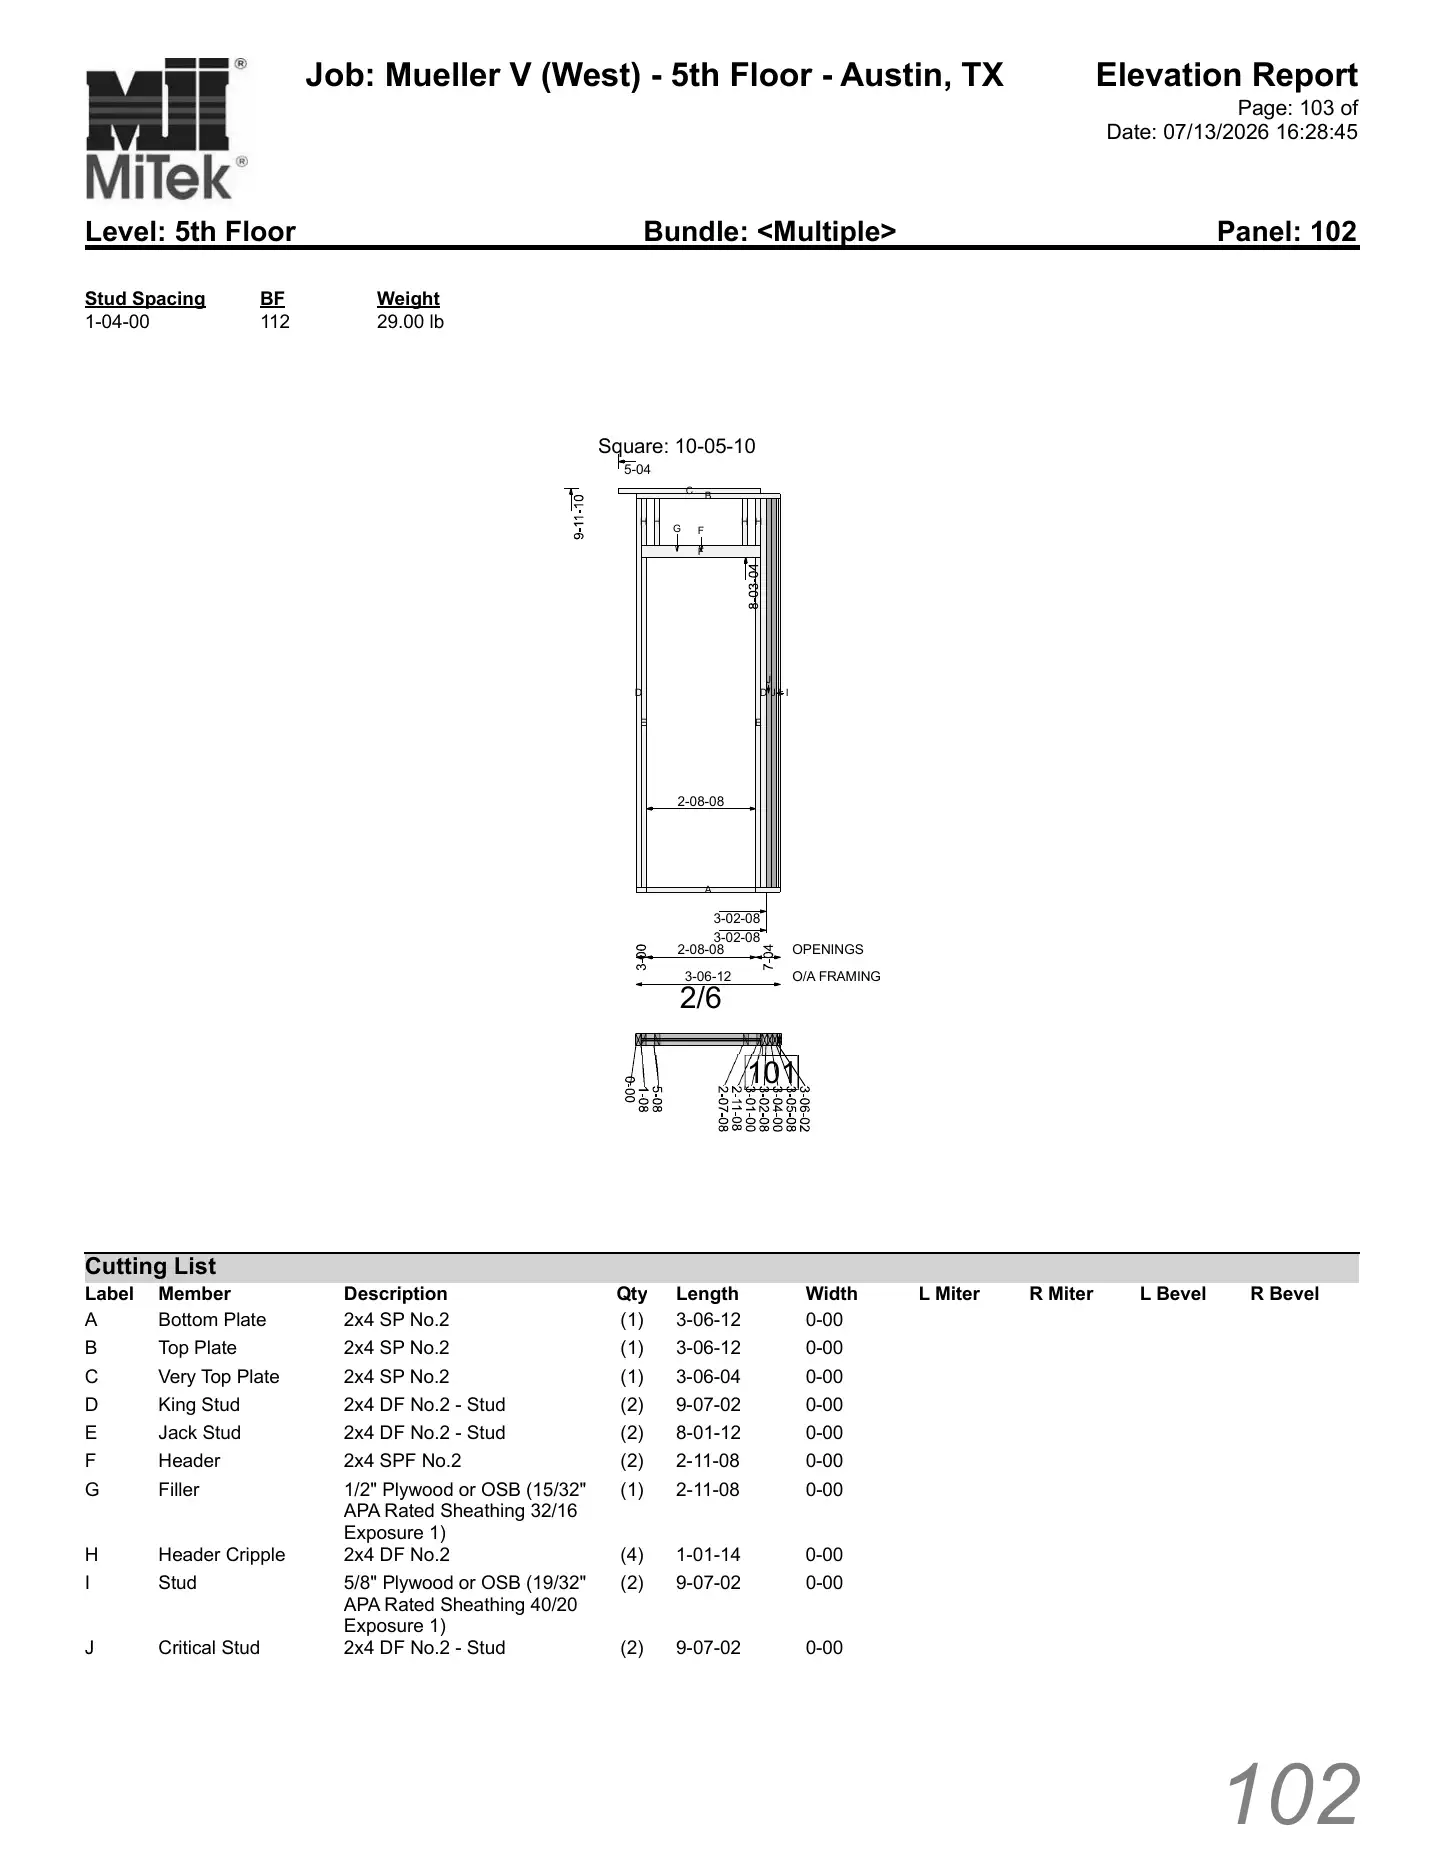 MiTek®
Job: Mueller V (West) - 5th Floor - Austin, TX
Elevation Report
Page: 103 of
Date: 07/13/2026 16:28:45
Level: 5th Floor Bundle: <Multiple> Panel: 102
Stud Spacing BF Weight
1-04-00 112 29.00 lb
Square: 10-05-10
5-04
9-11-10
C
B
H H H H
G F
F
8-03-04
J
D D J I
E E
2-08-08
A
3-02-08
3-02-08
3-00 2-08-08 7-04 OPENINGS
3-06-12 O/A FRAMING
2/6
101
0-00 1-08 5-08 2-07-08 2-11-08 3-01-00 3-02-08 3-04-00 3-05-08 3-06-02
Cutting List
Label Member Description Qty Length Width L Miter R Miter L Bevel R Bevel
A Bottom Plate 2x4 SP No.2 (1) 3-06-12 0-00
B Top Plate 2x4 SP No.2 (1) 3-06-12 0-00
C Very Top Plate 2x4 SP No.2 (1) 3-06-04 0-00
D King Stud 2x4 DF No.2 - Stud (2) 9-07-02 0-00
E Jack Stud 2x4 DF No.2 - Stud (2) 8-01-12 0-00
F Header 2x4 SPF No.2 (2) 2-11-08 0-00
G Filler 1/2" Plywood or OSB (15/32" (1) 2-11-08 0-00
APA Rated Sheathing 32/16
Exposure 1)
H Header Cripple 2x4 DF No.2 (4) 1-01-14 0-00
I Stud 5/8" Plywood or OSB (19/32" (2) 9-07-02 0-00
APA Rated Sheathing 40/20
Exposure 1)
J Critical Stud 2x4 DF No.2 - Stud (2) 9-07-02 0-00
102